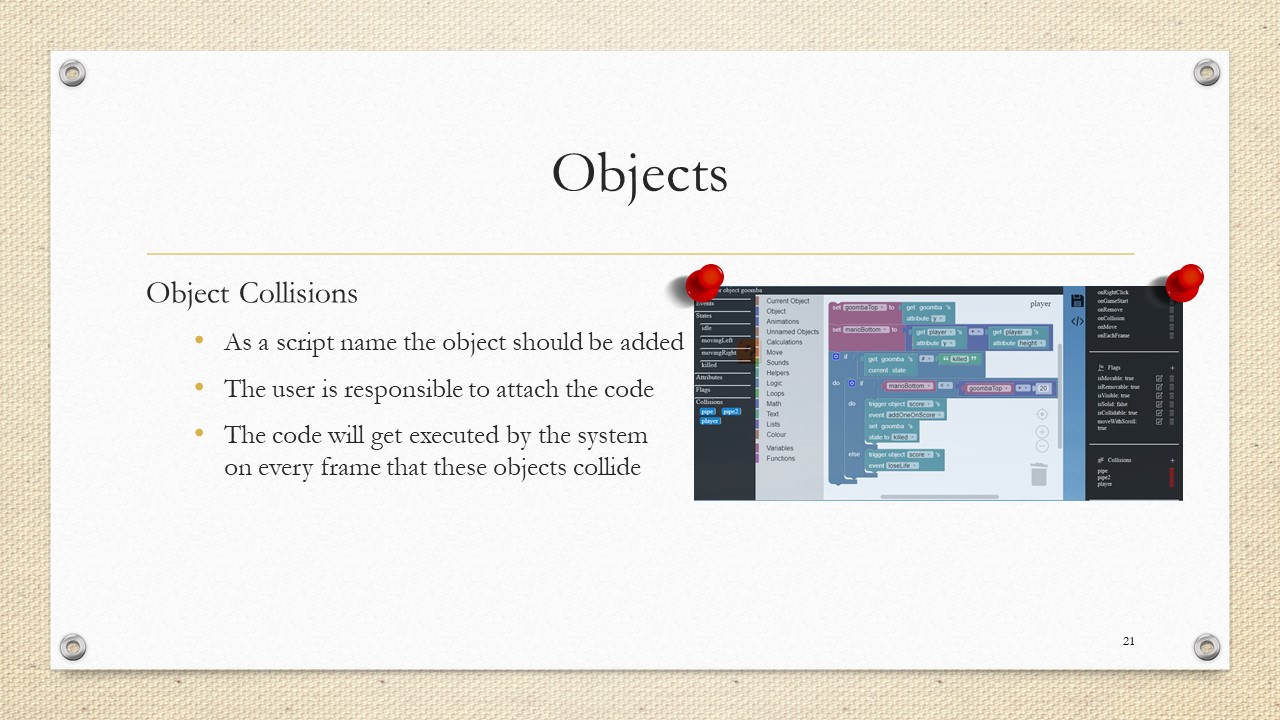 Objects
Object Collisions
• As a script name the object should be added
• The user is responsible to attach the code
• The code will get executed by the system
on every frame that these objects collide
or object goomba
Events
States
idle
movingLeft
movingRight
killed
Attributes
Flags
Collisions
pipe pipe2
player
Current Object
Object
Animations
Unnamed Objects
Calculations
Move
Sounds
Helpers
Logic
Loops
Math
Text
Lists
Colour
Variables
Functions
player
set goombaTop to get goomba 's
attribute y
set marioBottom to get player 's + get player 's
attribute y attribute height
if get goomba 's ≠ “ killed ”
current state
do if marioBottom < goombaTop + 20
do trigger object score 's
event addOneOnScore
set goomba 's
state to killed
else trigger object score 's
event loseLife
onRightClick
onGameStart
onRemove
onCollision
onMove
onEachFrame
Flags +
isMovable: true
isRemovable: true
isVisible: true
isSolid: false
isCollidable: true
moveWithScroll:
true
Collisions +
pipe
pipe2
player
21